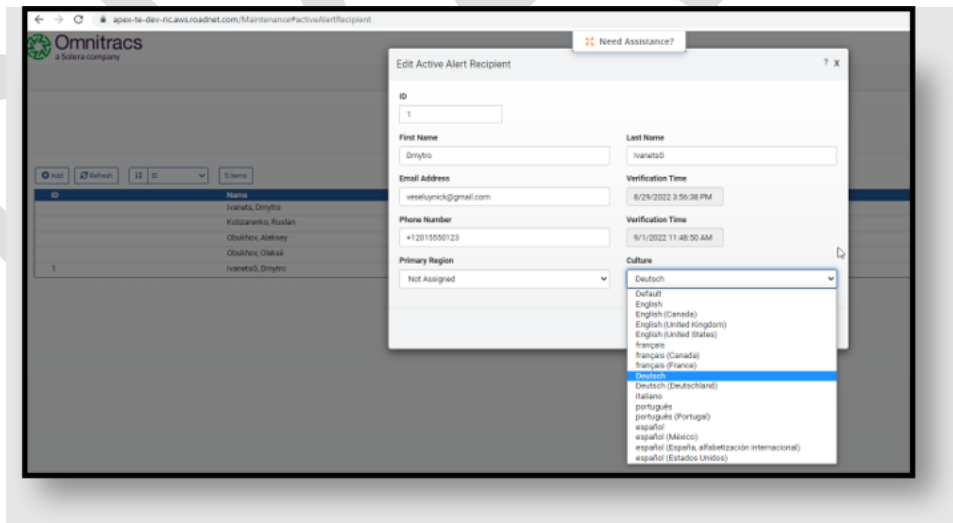 apex-te-dev-ric.aws.roadnet.com/Maintenance#activeAlertRecipient
Omnitracs
a Solera company
Need Assistance?
Edit Active Alert Recipient
? X
ID
1
First Name
Last Name
Dmytro
IvanetsG
Email Address
Verification Time
veseluynick@gmail.com
8/29/2022 3:56:38 PM
Phone Number
Verification Time
+12015550123
9/1/2022 11:48:50 AM
Primary Region
Culture
Not Assigned
Deutsch
Default
English
English (Canada)
English (United Kingdom)
English (United States)
français
français (Canada)
français (France)
Deutsch
Deutsch (Deutschland)
italiano
português
português (Portugal)
español
español (México)
español (España, alfabetización internacional)
español (Estados Unidos)
Add
Refresh
ID
5 Items
ID Name
Ivanets, Dmytro
Kobzarenko, Ruslan
Obukhov, Aleksey
Obukhov, Oleksii
1 IvanetsG, Dmytro